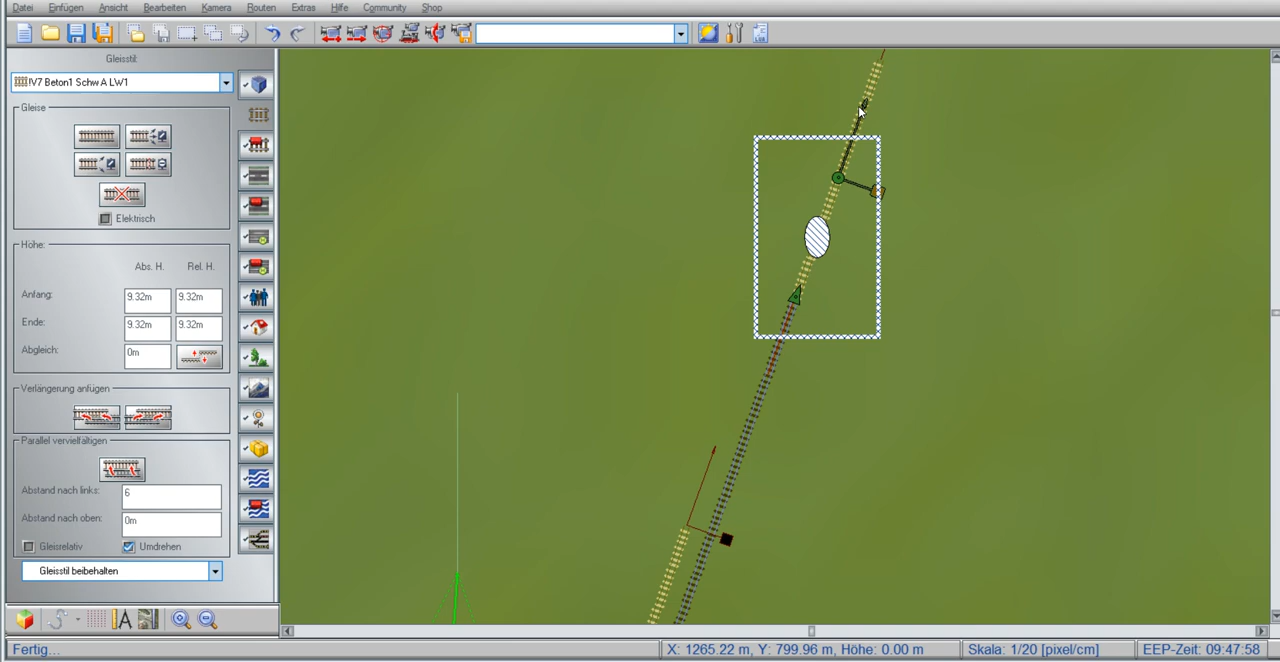 Datei Einfügen Ansicht Bearbeiten Kamera Routen Extras Hilfe Community Shop
Gleisstil:
!V7 Beton1 Schw A LW1
Gleise
Elektrisch
Höhe:
Abs. H. Rel. H.
Anfang: 9.32m 9.32m
Ende: 9.32m 9.32m
Abgleich: 0m
Verlängerung anfügen
Parallel vervielfältigen
Abstand nach links: 6
Abstand nach oben: 0m
Gleisrelativ Umdrehen
Gleisstil beibehalten
Fertig... X: 1265.22 m, Y: 799.96 m, Höhe: 0.00 m Skala: 1/20 [pixel/cm] EEP-Zeit: 09:47:58